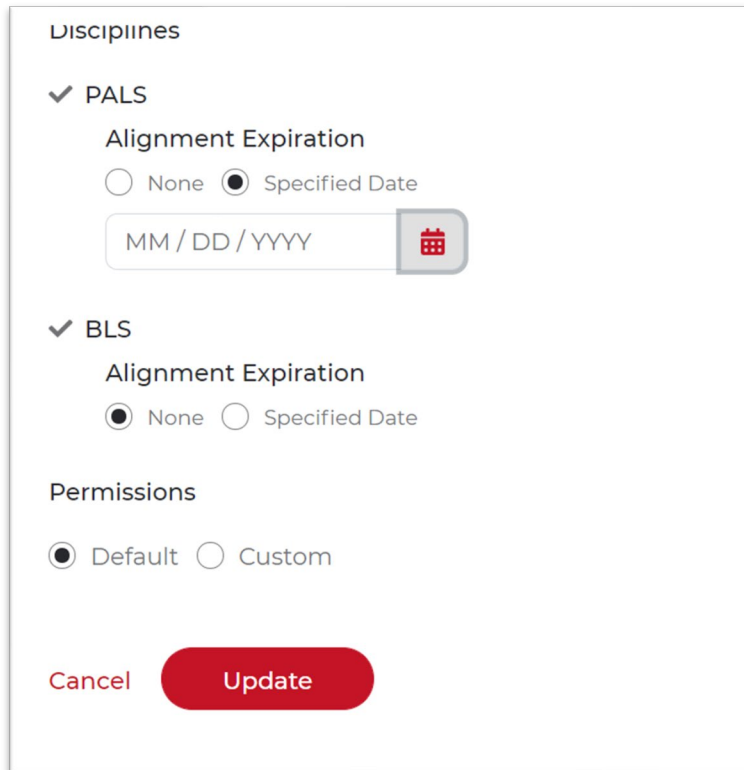 Disciplines
PALS
Alignment Expiration
None Specified Date
MM / DD / YYYY
BLS
Alignment Expiration
None Specified Date
Permissions
Default Custom
Cancel Update